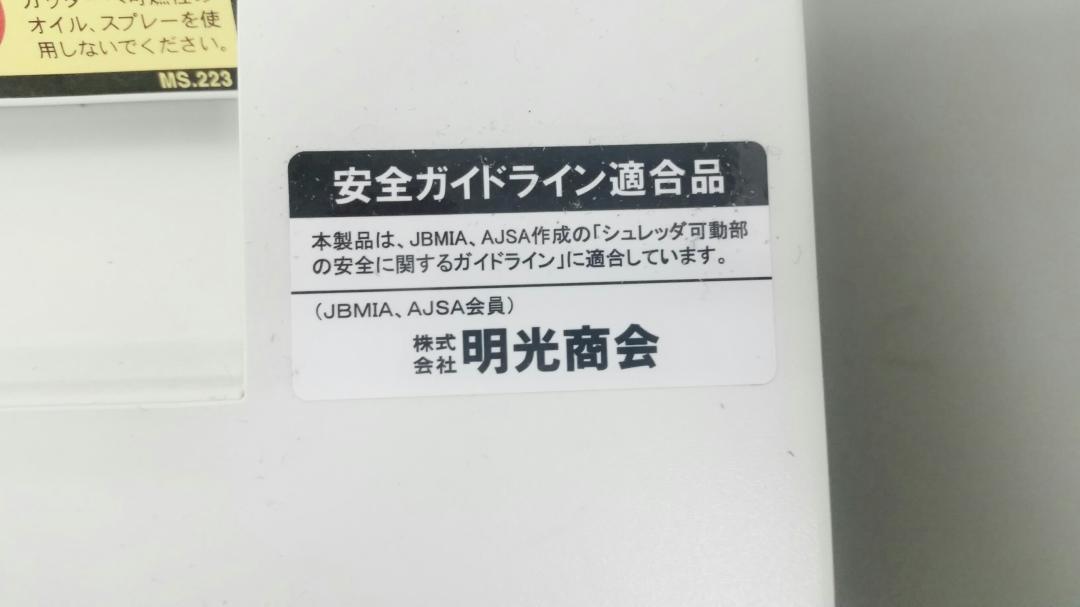 オイル、スプレーを使
用しないでください。
MS.223
安全ガイドライン適合品
本製品は、JBMIA、AJSA作成の「シュレッダ可動部
の安全に関するガイドライン」に適合しています。
(JBMIA、AJSA会員)
株式
会社 明光商会